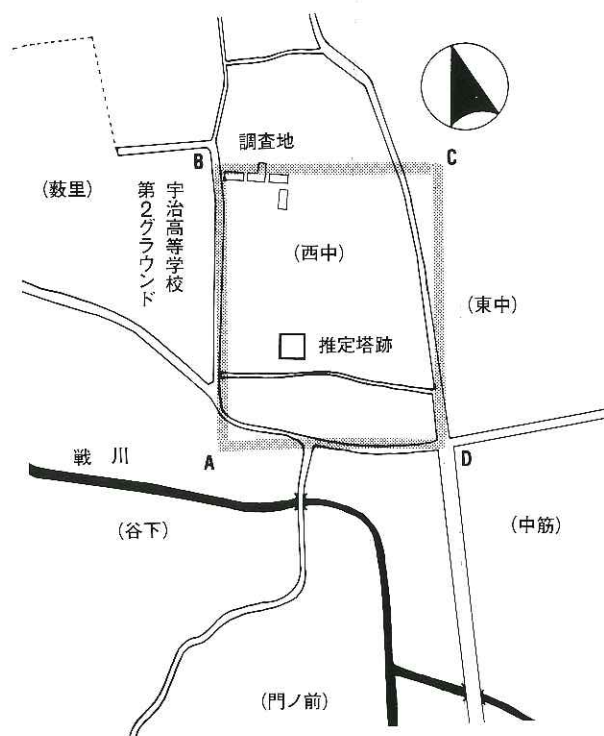 調査地
B
C
(薮里)
宇治高等学校
第2グラウンド
(西中)
(東中)
推定塔跡
A
D
戦川
(谷下)
(中筋)
(門ノ前)